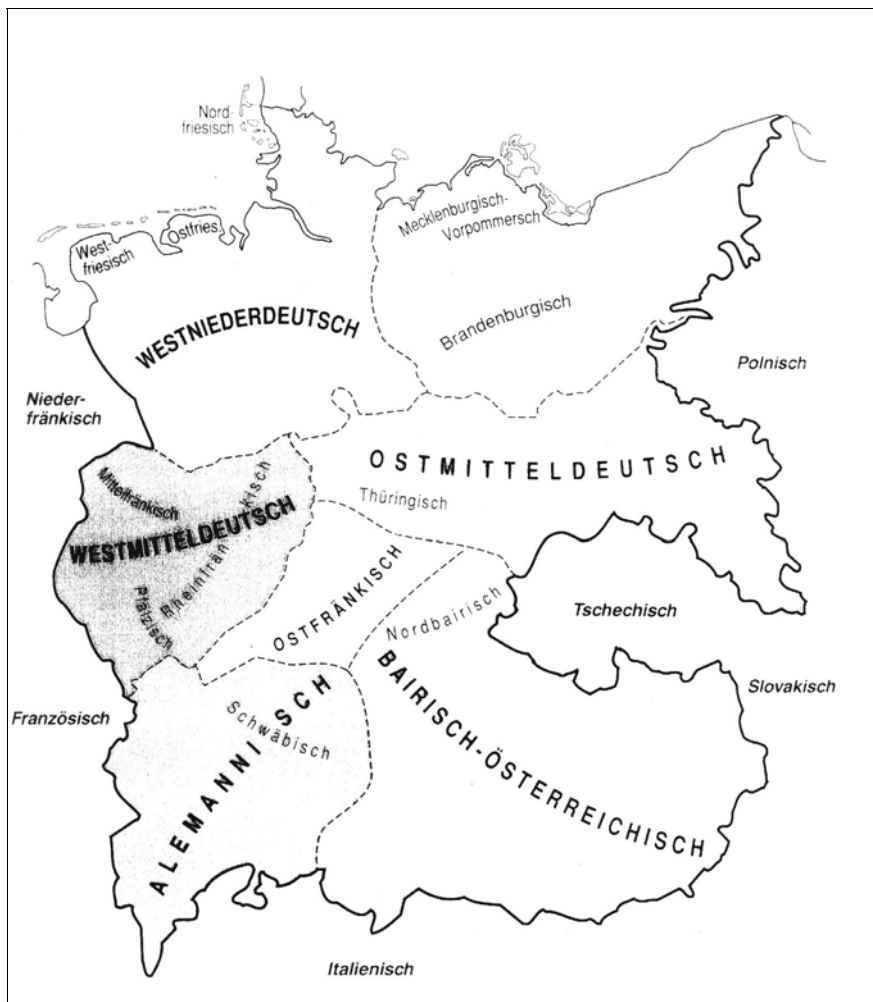 Nord-
friesisch
Mecklenburgisch-
Vorpommersch
Ostfries.
West-
friesisch
WESTNIEDERDEUTSCH
Brandenburgisch
Polnisch
Nieder-
fränkisch
OSTMITTELDEUTSCH
Mittelfränkisch
Thüringisch
WESTMITTELDEUTSCH
Rheinfränkisch
Pfälzisch
OSTFRÄNKISCH
Nordbairisch
Tschechisch
Slovakisch
Französisch
Schwäbisch
ALEMANNISCH
BAIRISCH-ÖSTERREICHISCH
Italienisch